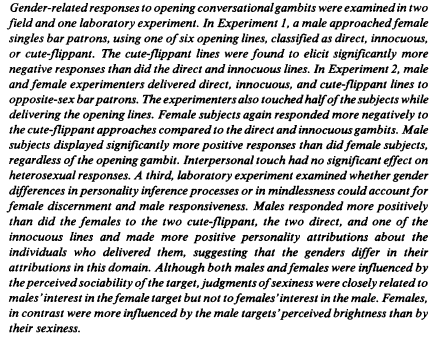 Gender-related responses to opening conversational gambits were examined in two
field and one laboratory experiment. In Experiment 1, a male approached female
singles bar patrons, using one of six opening lines, classified as direct, innocuous,
or cute-flippant. The cute-flippant lines were found to elicit significantly more
negative responses than did the direct and innocuous lines. In Experiment 2, male
and female experimenters delivered direct, innocuous, and cute-flippant lines to
opposite-sex bar patrons. The experimenters also touched half of the subjects while
delivering the opening lines. Female subjects again responded more negatively to
the cute-flippant approaches compared to the direct and innocuous gambits. Male
subjects displayed significantly more positive responses than did female subjects,
regardless of the opening gambit. Interpersonal touch had no significant effect on
heterosexual responses. A third, laboratory experiment examined whether gender
differences in personality inference processes or in mindlessness could account for
female discernment and male responsiveness. Males responded more positively
than did the females to the two cute-flippant, the two direct, and one of the
innocuous lines and made more positive personality attributions about the
individuals who delivered them, suggesting that the genders differ in their
attributions in this domain. Although both males and females were influenced by
the perceived sociability of the target, judgments of sexiness were closely related to
males' interest in the female target but not to females' interest in the male. Females,
in contrast were more influenced by the male targets' perceived brightness than by
their sexiness.